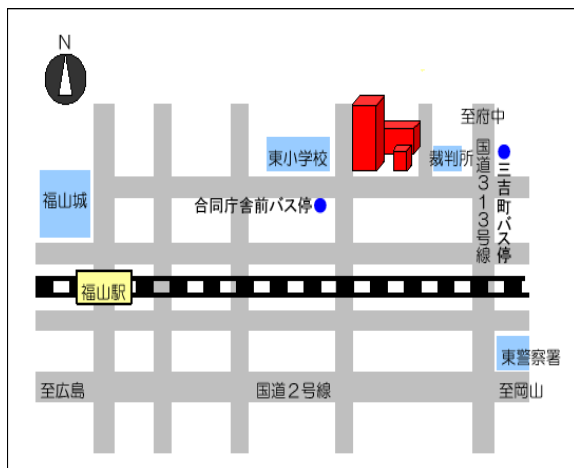 N
至府中
東小学校
裁判所
国道313号線
三吉町バス停
福山城
合同庁舎前バス停
福山駅
東警察署
至広島
国道2号線
至岡山